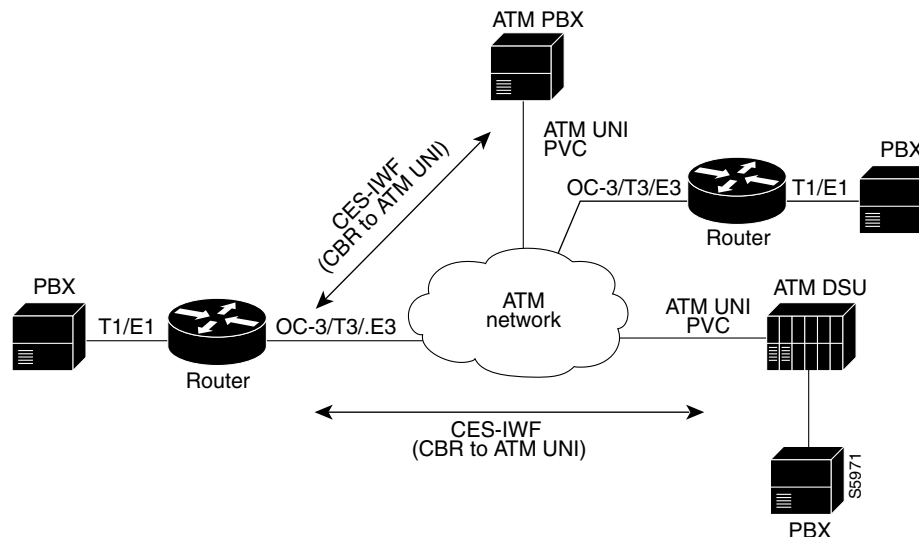 ATM PBX
ATM UNI
PVC
PBX
CES-IWF
(CBR to ATM UNI)
OC-3/T3/E3
T1/E1
Router
PBX
T1/E1
OC-3/T3/.E3
Router
ATM
network
ATM UNI
PVC
ATM DSU
CES-IWF
(CBR to ATM UNI)
S5971
PBX